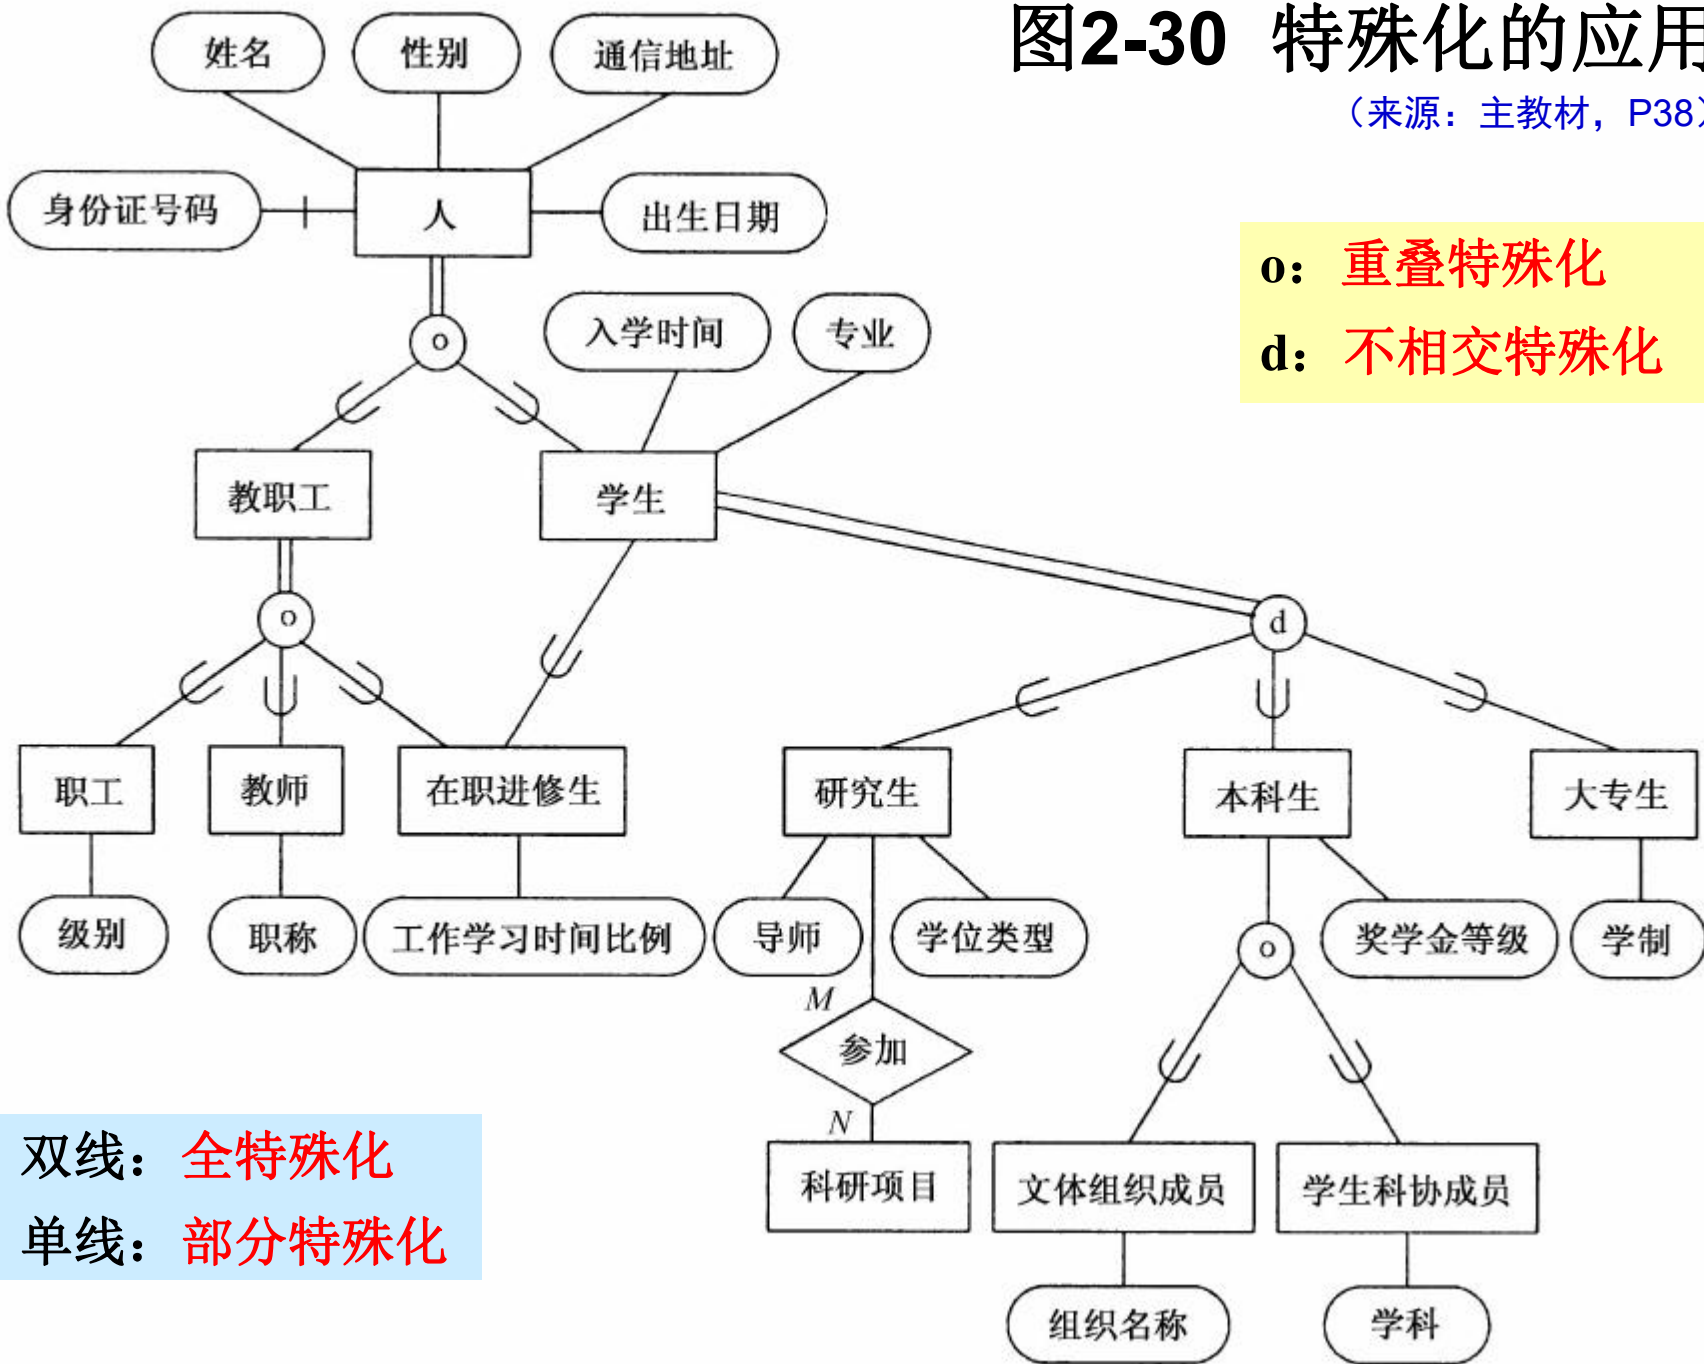 图2-30 特殊化的应用
（来源：主教材，P38）
姓名
性别
通信地址
身份证号码
人
出生日期
o：重叠特殊化
d：不相交特殊化
o
入学时间
专业
教职工
学生
o
d
职工
教师
在职进修生
研究生
本科生
大专生
级别
职称
工作学习时间比例
导师
学位类型
o
奖学金等级
学制
M
参加
N
科研项目
文体组织成员
学生科协成员
双线：全特殊化
单线：部分特殊化
组织名称
学科